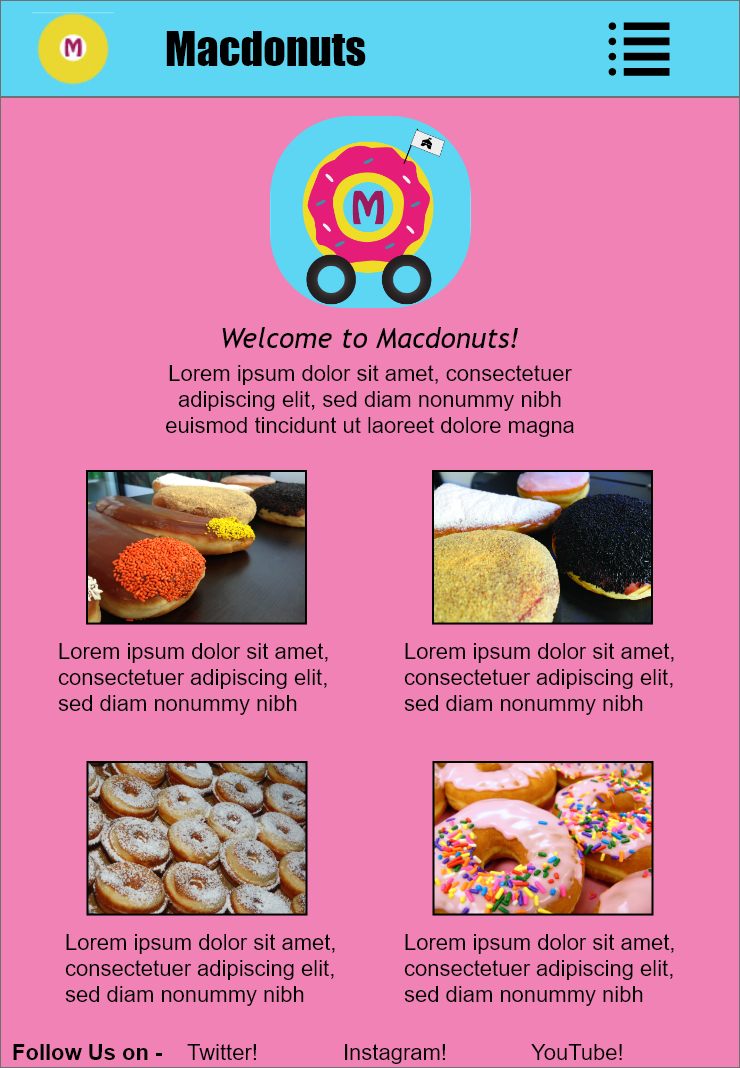 M
Macdonuts
M
Welcome to Macdonuts!
Lorem ipsum dolor sit amet, consectetuer
adipiscing elit, sed diam nonummy nibh
euismod tincidunt ut laoreet dolore magna
Lorem ipsum dolor sit amet,
consectetuer adipiscing elit,
sed diam nonummy nibh
Lorem ipsum dolor sit amet,
consectetuer adipiscing elit,
sed diam nonummy nibh
Lorem ipsum dolor sit amet,
consectetuer adipiscing elit,
sed diam nonummy nibh
Lorem ipsum dolor sit amet,
consectetuer adipiscing elit,
sed diam nonummy nibh
Follow Us on - Twitter! Instagram! YouTube!